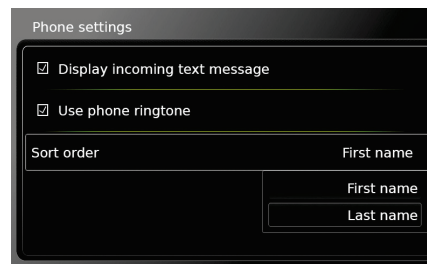 Phone settings
Display incoming text message
Use phone ringtone
Sort order First name
First name
Last name